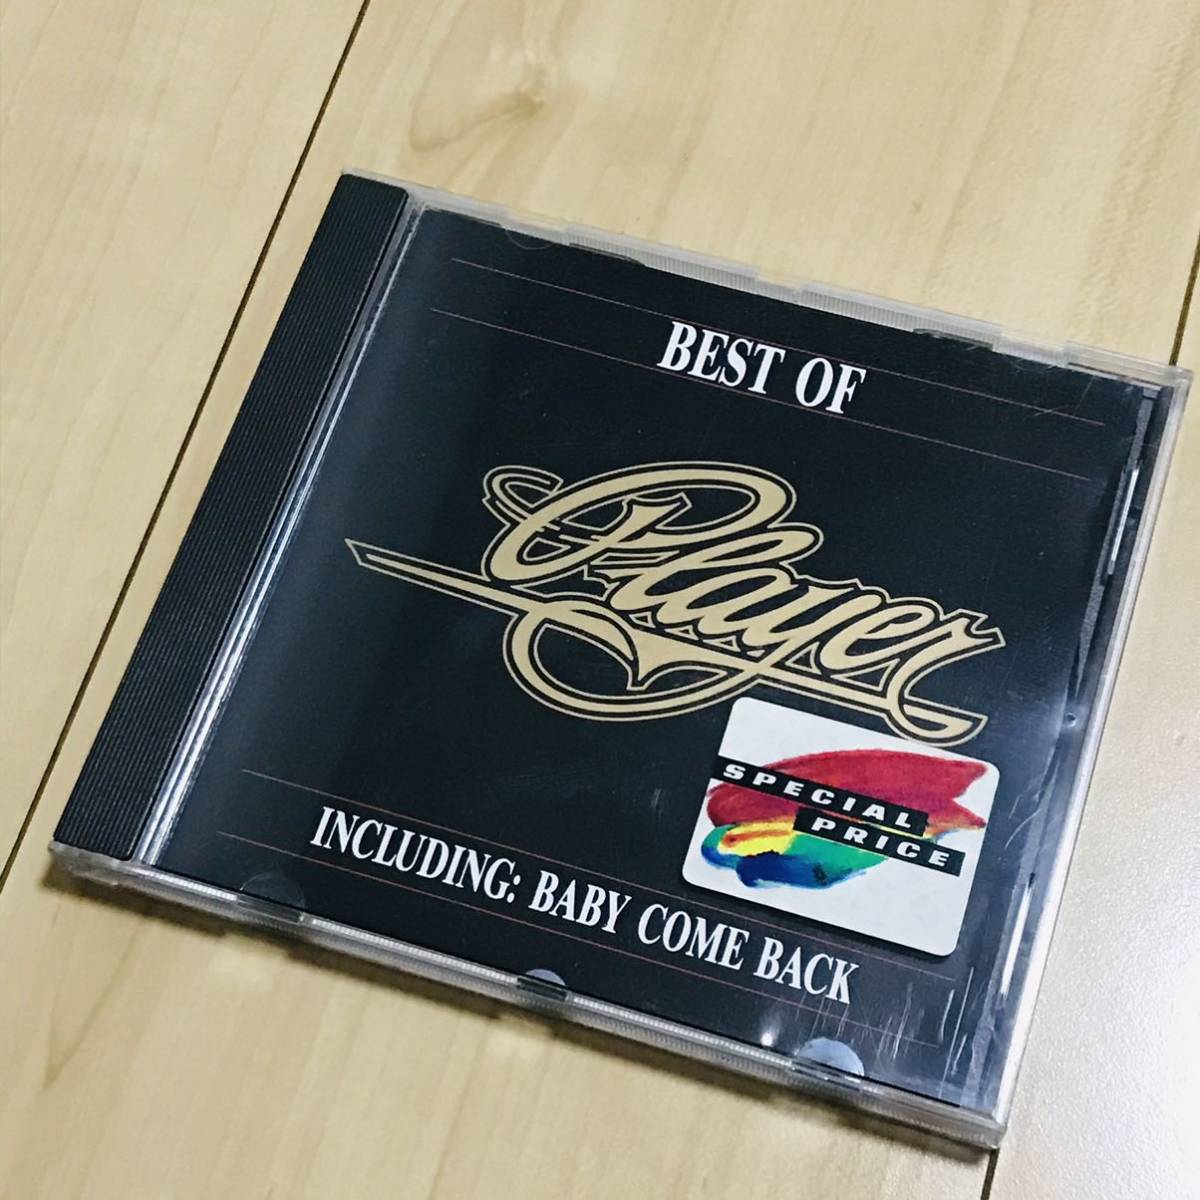 BEST OF
Player
SPECIAL
PRICE
INCLUDING: BABY COME BACK